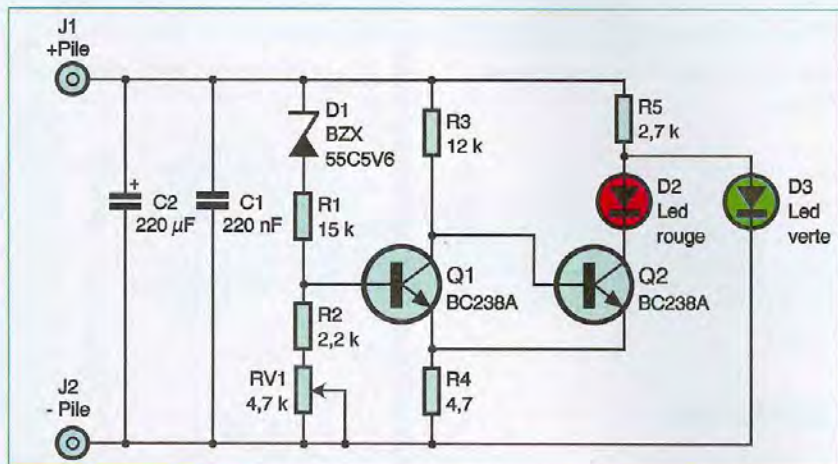 J1
+Pile
D1
BZX
55C5V6
R3
12 k
R5
2,7 k
C2
220 µF
C1
220 nF
R1
15 k
D2
Led
rouge
D3
Led
verte
Q1
BC238A
Q2
BC238A
R2
2,2 k
J2
- Pile
RV1
4,7 k
R4
4,7
+